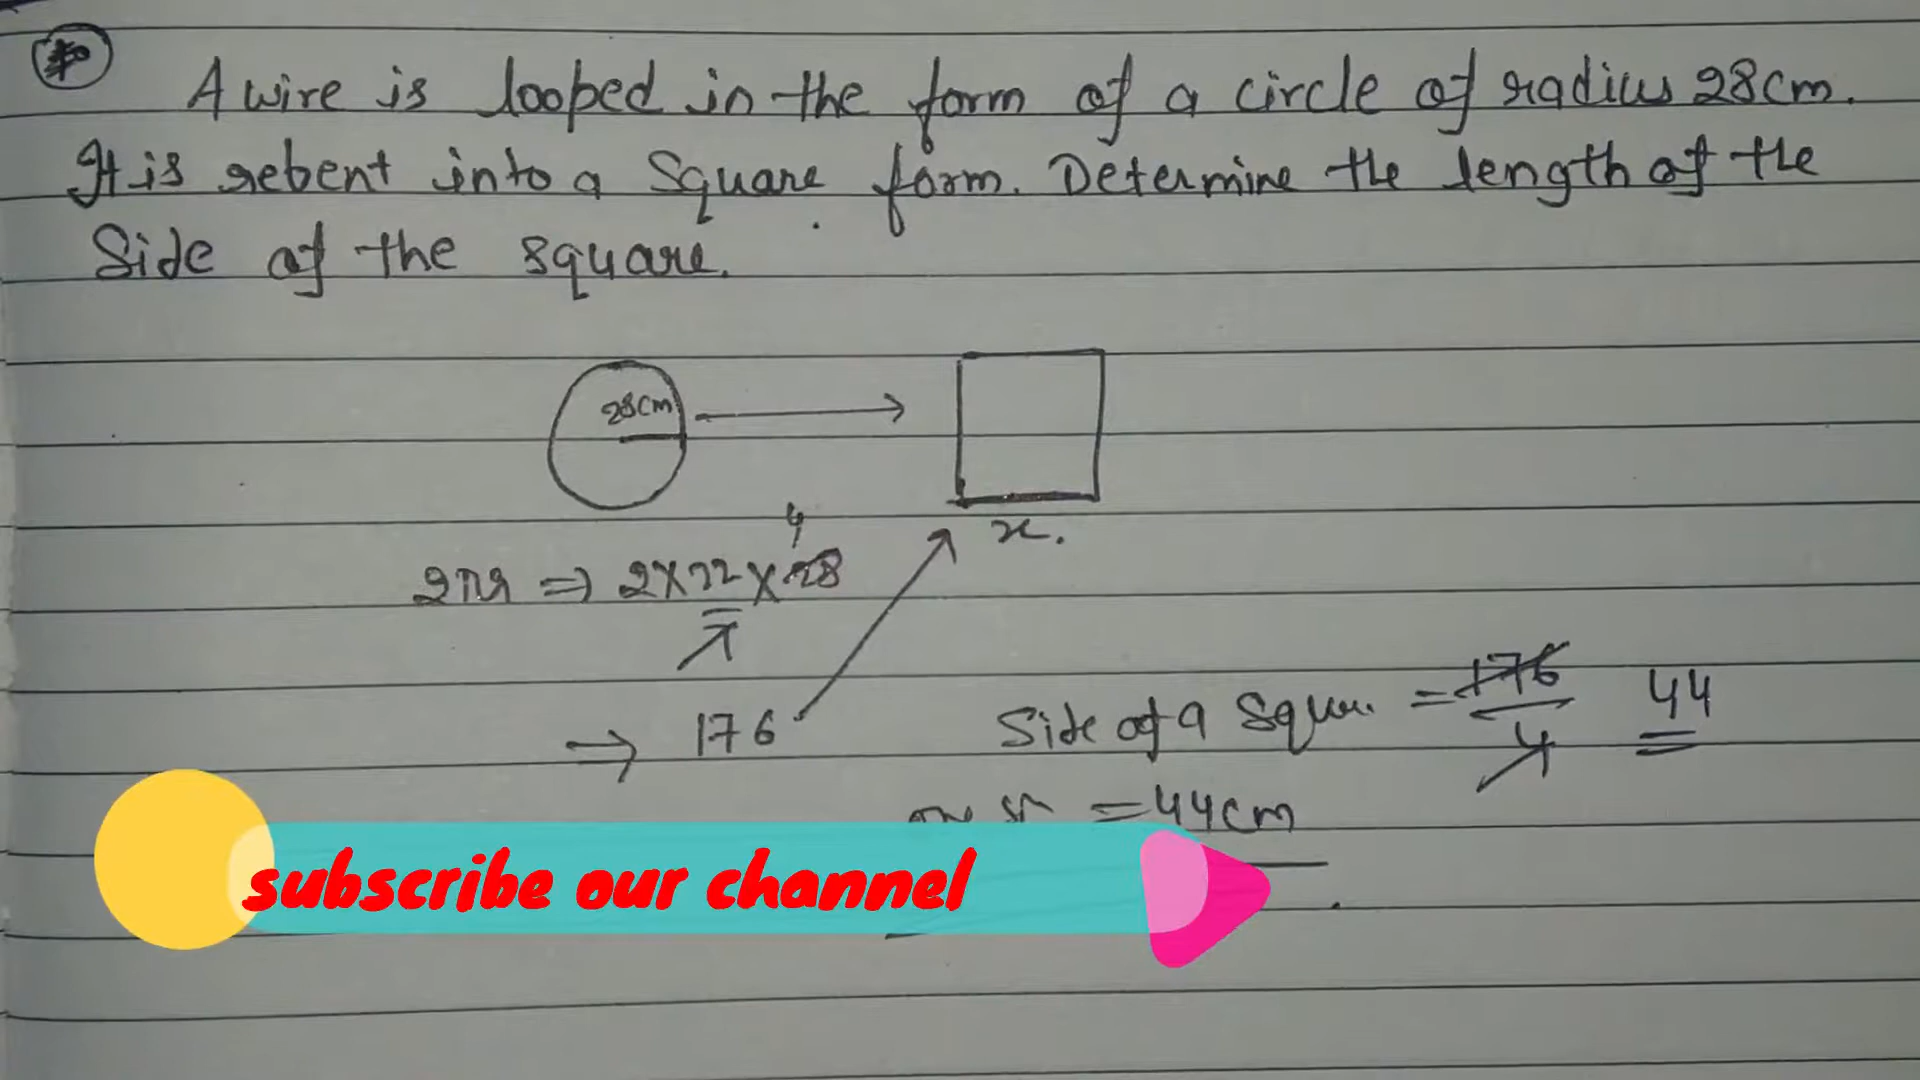 A wire is looped in the form of a circle of radius 28cm.
It is rebent into a square form. Determine the length of the
Side of the square.
28cm
x.
4
2πr ⇒ 2×22×28
7
→ 176
Side of a Squ = 176 44
4
= 44cm
subscribe our channel